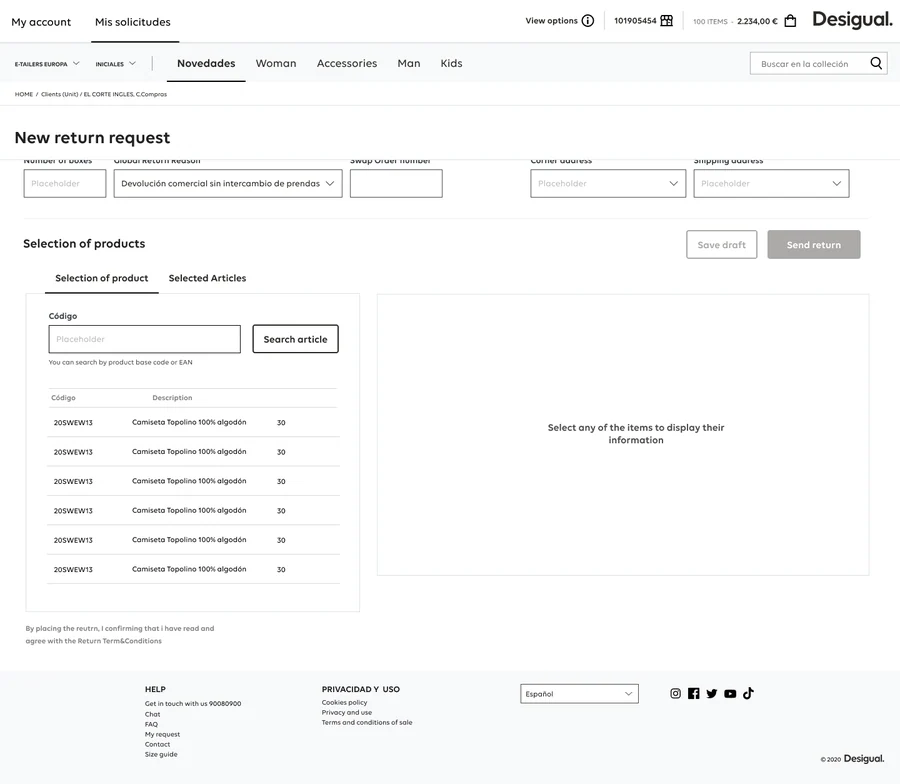 My account
Mis solicitudes
View options
101905454
100 ITEMS - 2.234,00 €
Desigual.
E-TAILERS EUROPA
INICIALES
Novedades
Woman
Accessories
Man
Kids
Buscar en la colleción
HOME / Clients (Unit) / EL CORTE INGLES, C.Compras
New return request
Number of boxes
Global Return Reason
Swap Order number
Corner address
Shipping address
Placeholder
Devolución comercial sin intercambio de prendas
Placeholder
Placeholder
Selection of products
Save draft
Send return
Selection of product
Selected Articles
Código
Placeholder
Search article
You can search by product base code or EAN
Código Description
20SWEW13 Camiseta Topolino 100% algodón 30
20SWEW13 Camiseta Topolino 100% algodón 30
20SWEW13 Camiseta Topolino 100% algodón 30
20SWEW13 Camiseta Topolino 100% algodón 30
20SWEW13 Camiseta Topolino 100% algodón 30
20SWEW13 Camiseta Topolino 100% algodón 30
Select any of the items to display their
information
By placing the reutrn, I confirming that i have read and
agree with the Return Term&Conditions
HELP
Get in touch with us 90080900
Chat
FAQ
My request
Contact
Size guide
PRIVACIDAD Y USO
Cookies policy
Privacy and use
Terms and conditions of sale
Español
© 2020 Desigual.